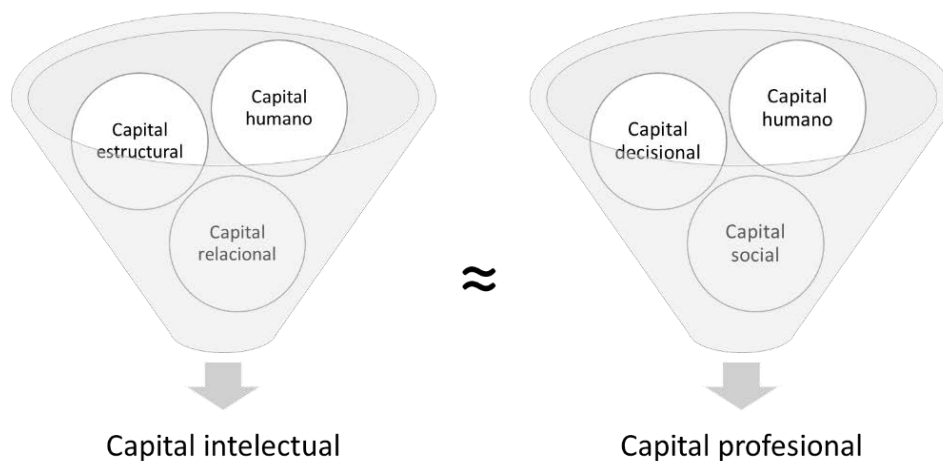 Capital
humano
Capital
estructural
Capital
relacional
Capital intelectual
≈
Capital
humano
Capital
decisional
Capital
social
Capital profesional